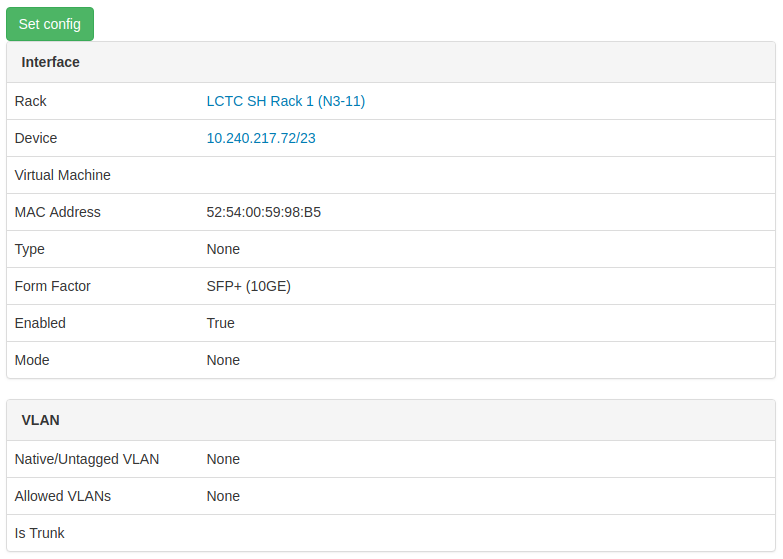 Set config
Interface
Rack LCTC SH Rack 1 (N3-11)
Device 10.240.217.72/23
Virtual Machine
MAC Address 52:54:00:59:98:B5
Type None
Form Factor SFP+ (10GE)
Enabled True
Mode None
VLAN
Native/Untagged VLAN None
Allowed VLANs None
Is Trunk